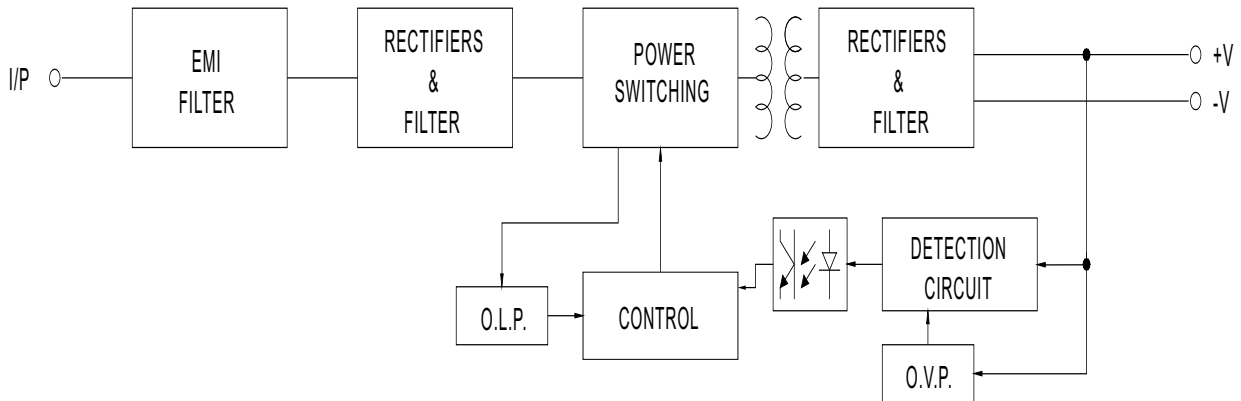 I/P
EMI
FILTER
RECTIFIERS
&
FILTER
POWER
SWITCHING
RECTIFIERS
&
FILTER
+V
-V
O.L.P.
CONTROL
DETECTION
CIRCUIT
O.V.P.